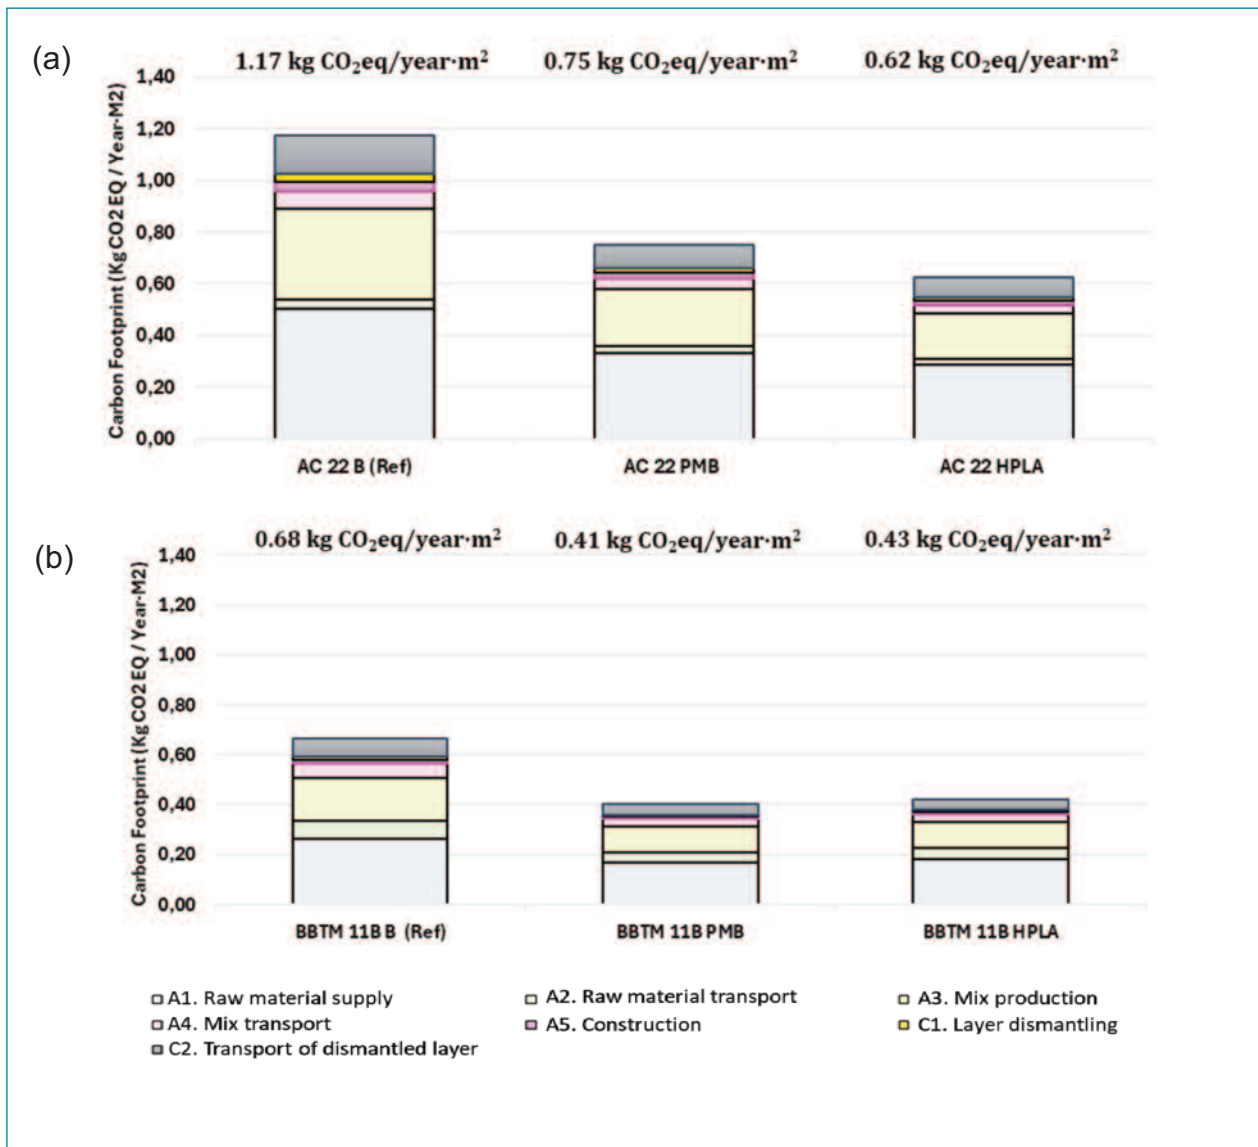 (a)
1.17 kg CO₂eq/year·m² 0.75 kg CO₂eq/year·m² 0.62 kg CO₂eq/year·m²
Carbon Footprint (Kg CO2 EQ / Year·M2)
1,40
1,20
1,00
0,80
0,60
0,40
0,20
0,00
AC 22 B (Ref) AC 22 PMB AC 22 HPLA
(b)
0.68 kg CO₂eq/year·m² 0.41 kg CO₂eq/year·m² 0.43 kg CO₂eq/year·m²
Carbon Footprint (Kg CO2 EQ / Year·M2)
1,40
1,20
1,00
0,80
0,60
0,40
0,20
0,00
BBTM 11B B (Ref) BBTM 11B PMB BBTM 11B HPLA
A1. Raw material supply A2. Raw material transport A3. Mix production
A4. Mix transport A5. Construction C1. Layer dismantling
C2. Transport of dismantled layer